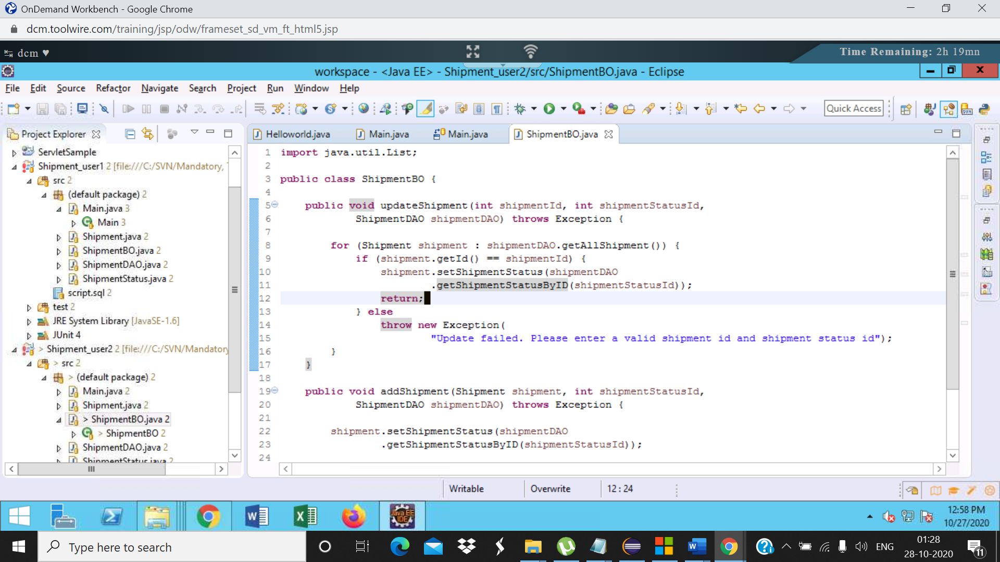 OnDemand Workbench - Google Chrome
dcm.toolwire.com/training/jsp/odw/frameset_sd_vm_ft_html5.jsp
dcm ♥
Time Remaining: 2h 19mn
workspace - <Java EE> - Shipment_user2/src/ShipmentBO.java - Eclipse
File Edit Source Refactor Navigate Search Project Run Window Help
Quick Access
Project Explorer
ServletSample
Shipment_user1 2 [file:///C:/SVN/Mandatory,
src 2
(default package) 2
Main.java 3
Main 3
Shipment.java 2
ShipmentBO.java 2
ShipmentDAO.java 2
ShipmentStatus.java 2
script.sql 2
test 2
JRE System Library [JavaSE-1.6]
JUnit 4
> Shipment_user2 2 [file:///C:/SVN/Mandatory
> src 2
> (default package) 2
Main.java 2
Shipment.java 2
> ShipmentBO.java 2
> ShipmentBO 2
ShipmentDAO.java 2
ShipmentStatus.java 2
Helloworld.java Main.java Main.java ShipmentBO.java
1 import java.util.List;
2
3 public class ShipmentBO {
4
5 public void updateShipment(int shipmentId, int shipmentStatusId,
6 ShipmentDAO shipmentDAO) throws Exception {
7
8 for (Shipment shipment : shipmentDAO.getAllShipment()) {
9 if (shipment.getId() == shipmentId) {
10 shipment.setShipmentStatus(shipmentDAO
11 .getShipmentStatusByID(shipmentStatusId));
12 return;
13 } else
14 throw new Exception(
15 "Update failed. Please enter a valid shipment id and shipment status id");
16 }
17 }
18
19 public void addShipment(Shipment shipment, int shipmentStatusId,
20 ShipmentDAO shipmentDAO) throws Exception {
21
22 shipment.setShipmentStatus(shipmentDAO
23 .getShipmentStatusByID(shipmentStatusId));
24
Writable Overwrite 12 : 24
Java EE
IDE
12:58 PM
10/27/2020
Type here to search
ENG
01:28
28-10-2020
11